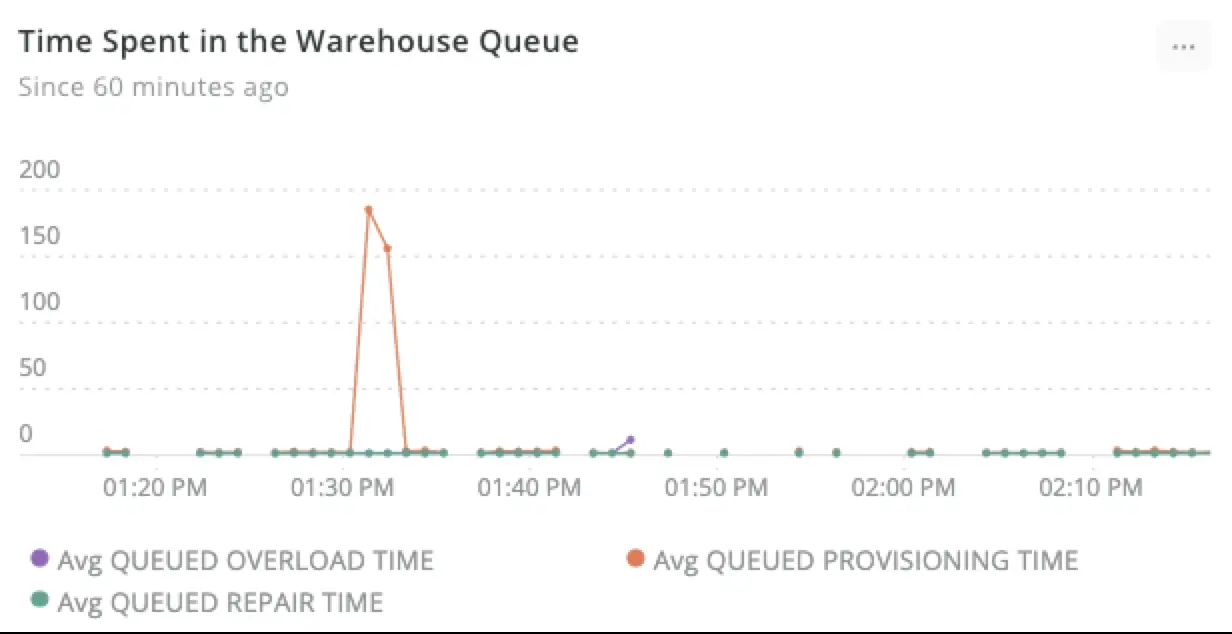 Time Spent in the Warehouse Queue
...
Since 60 minutes ago
200
150
100
50
0
01:20 PM 01:30 PM 01:40 PM 01:50 PM 02:00 PM 02:10 PM
Avg QUEUED OVERLOAD TIME Avg QUEUED PROVISIONING TIME
Avg QUEUED REPAIR TIME